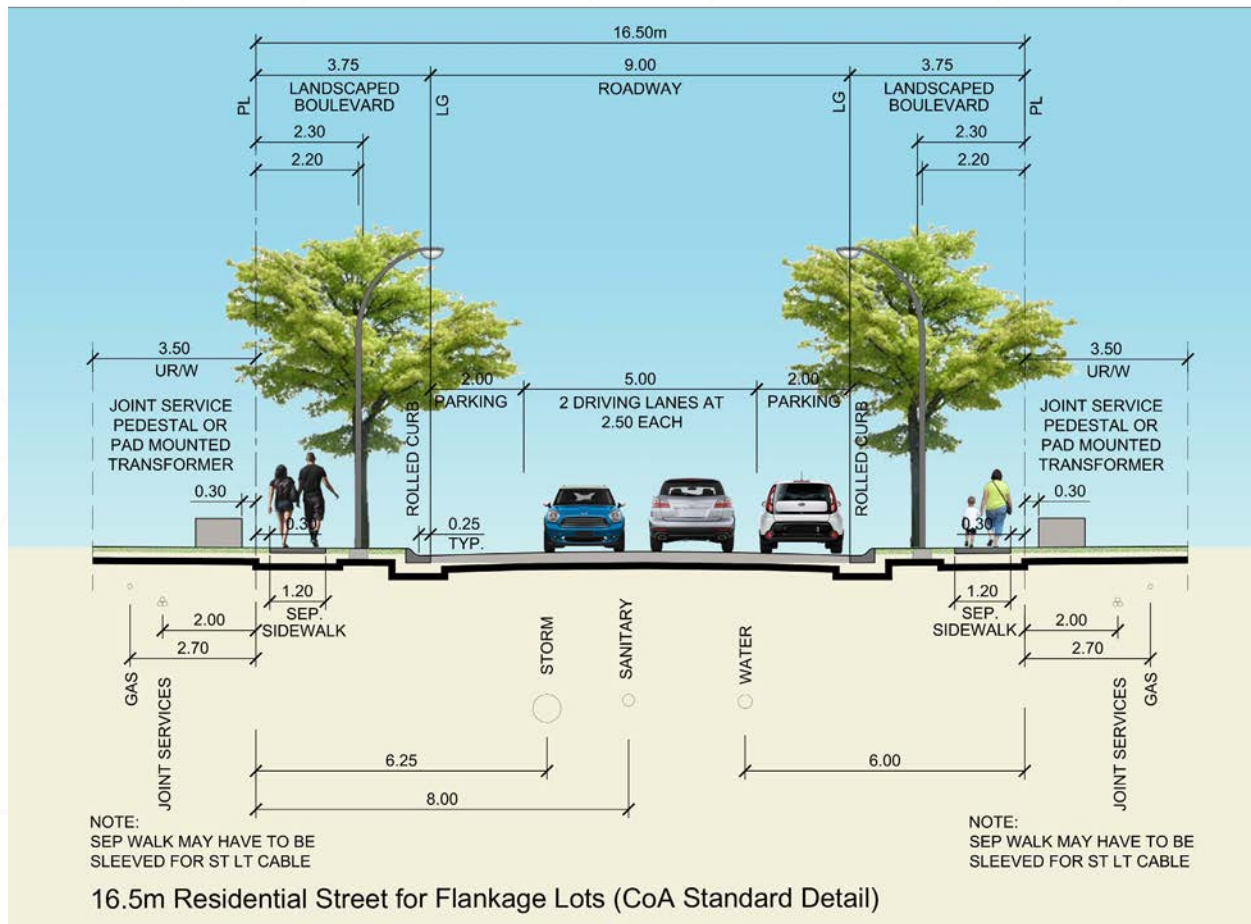 16.50m
3.75
9.00
3.75
LANDSCAPED
BOULEVARD
ROADWAY
LANDSCAPED
BOULEVARD
PL
LG
LG
PL
2.30
2.30
2.20
2.20
3.50
UR/W
3.50
UR/W
2.00
PARKING
5.00
2 DRIVING LANES AT
2.50 EACH
2.00
PARKING
JOINT SERVICE
PEDESTAL OR
PAD MOUNTED
TRANSFORMER
JOINT SERVICE
PEDESTAL OR
PAD MOUNTED
TRANSFORMER
ROLLED CURB
ROLLED CURB
0.30
0.30
0.30
0.25
TYP.
0.30
1.20
SEP.
SIDEWALK
1.20
SEP.
SIDEWALK
2.00
2.00
2.70
2.70
GAS
JOINT SERVICES
STORM
SANITARY
WATER
JOINT SERVICES
GAS
6.25
6.00
8.00
NOTE:
SEP WALK MAY HAVE TO BE
SLEEVED FOR ST LT CABLE
NOTE:
SEP WALK MAY HAVE TO BE
SLEEVED FOR ST LT CABLE
16.5m Residential Street for Flankage Lots (CoA Standard Detail)